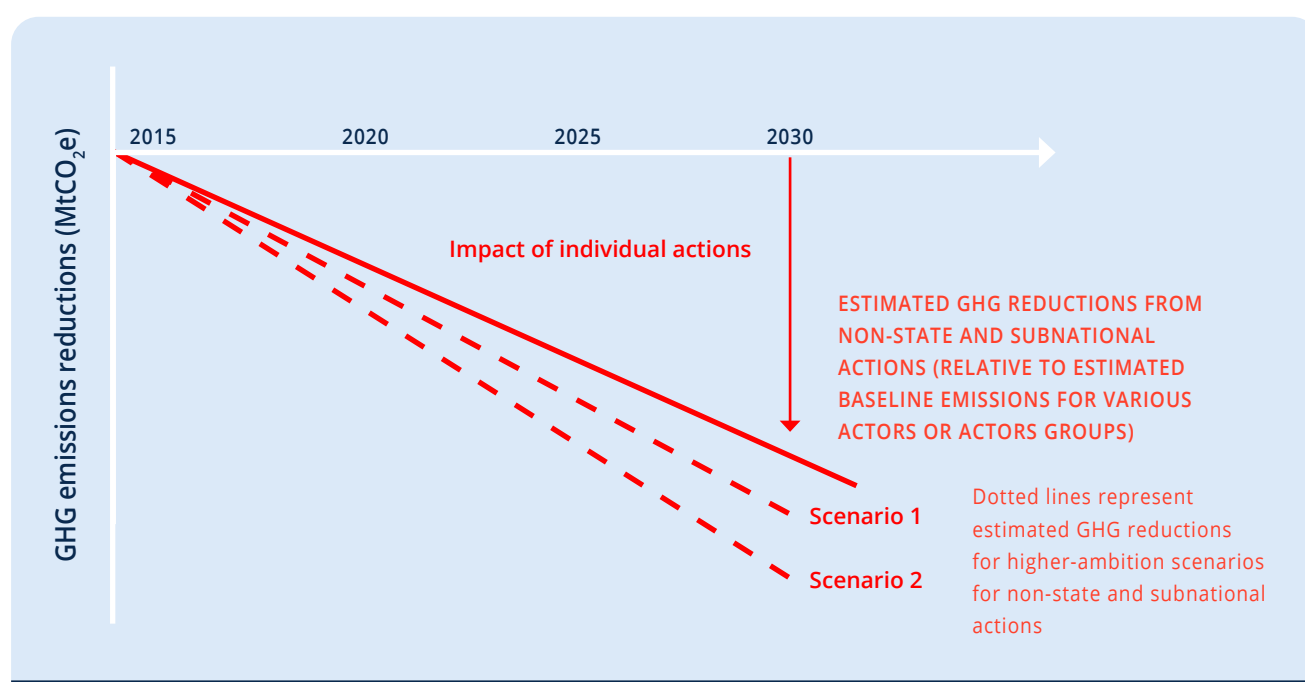 GHG emissions reductions (MtCO₂e)
2015 2020 2025 2030
Impact of individual actions
ESTIMATED GHG REDUCTIONS FROM
NON-STATE AND SUBNATIONAL
ACTIONS (RELATIVE TO ESTIMATED
BASELINE EMISSIONS FOR VARIOUS
ACTORS OR ACTORS GROUPS)
Scenario 1
Scenario 2
Dotted lines represent
estimated GHG reductions
for higher-ambition scenarios
for non-state and subnational
actions